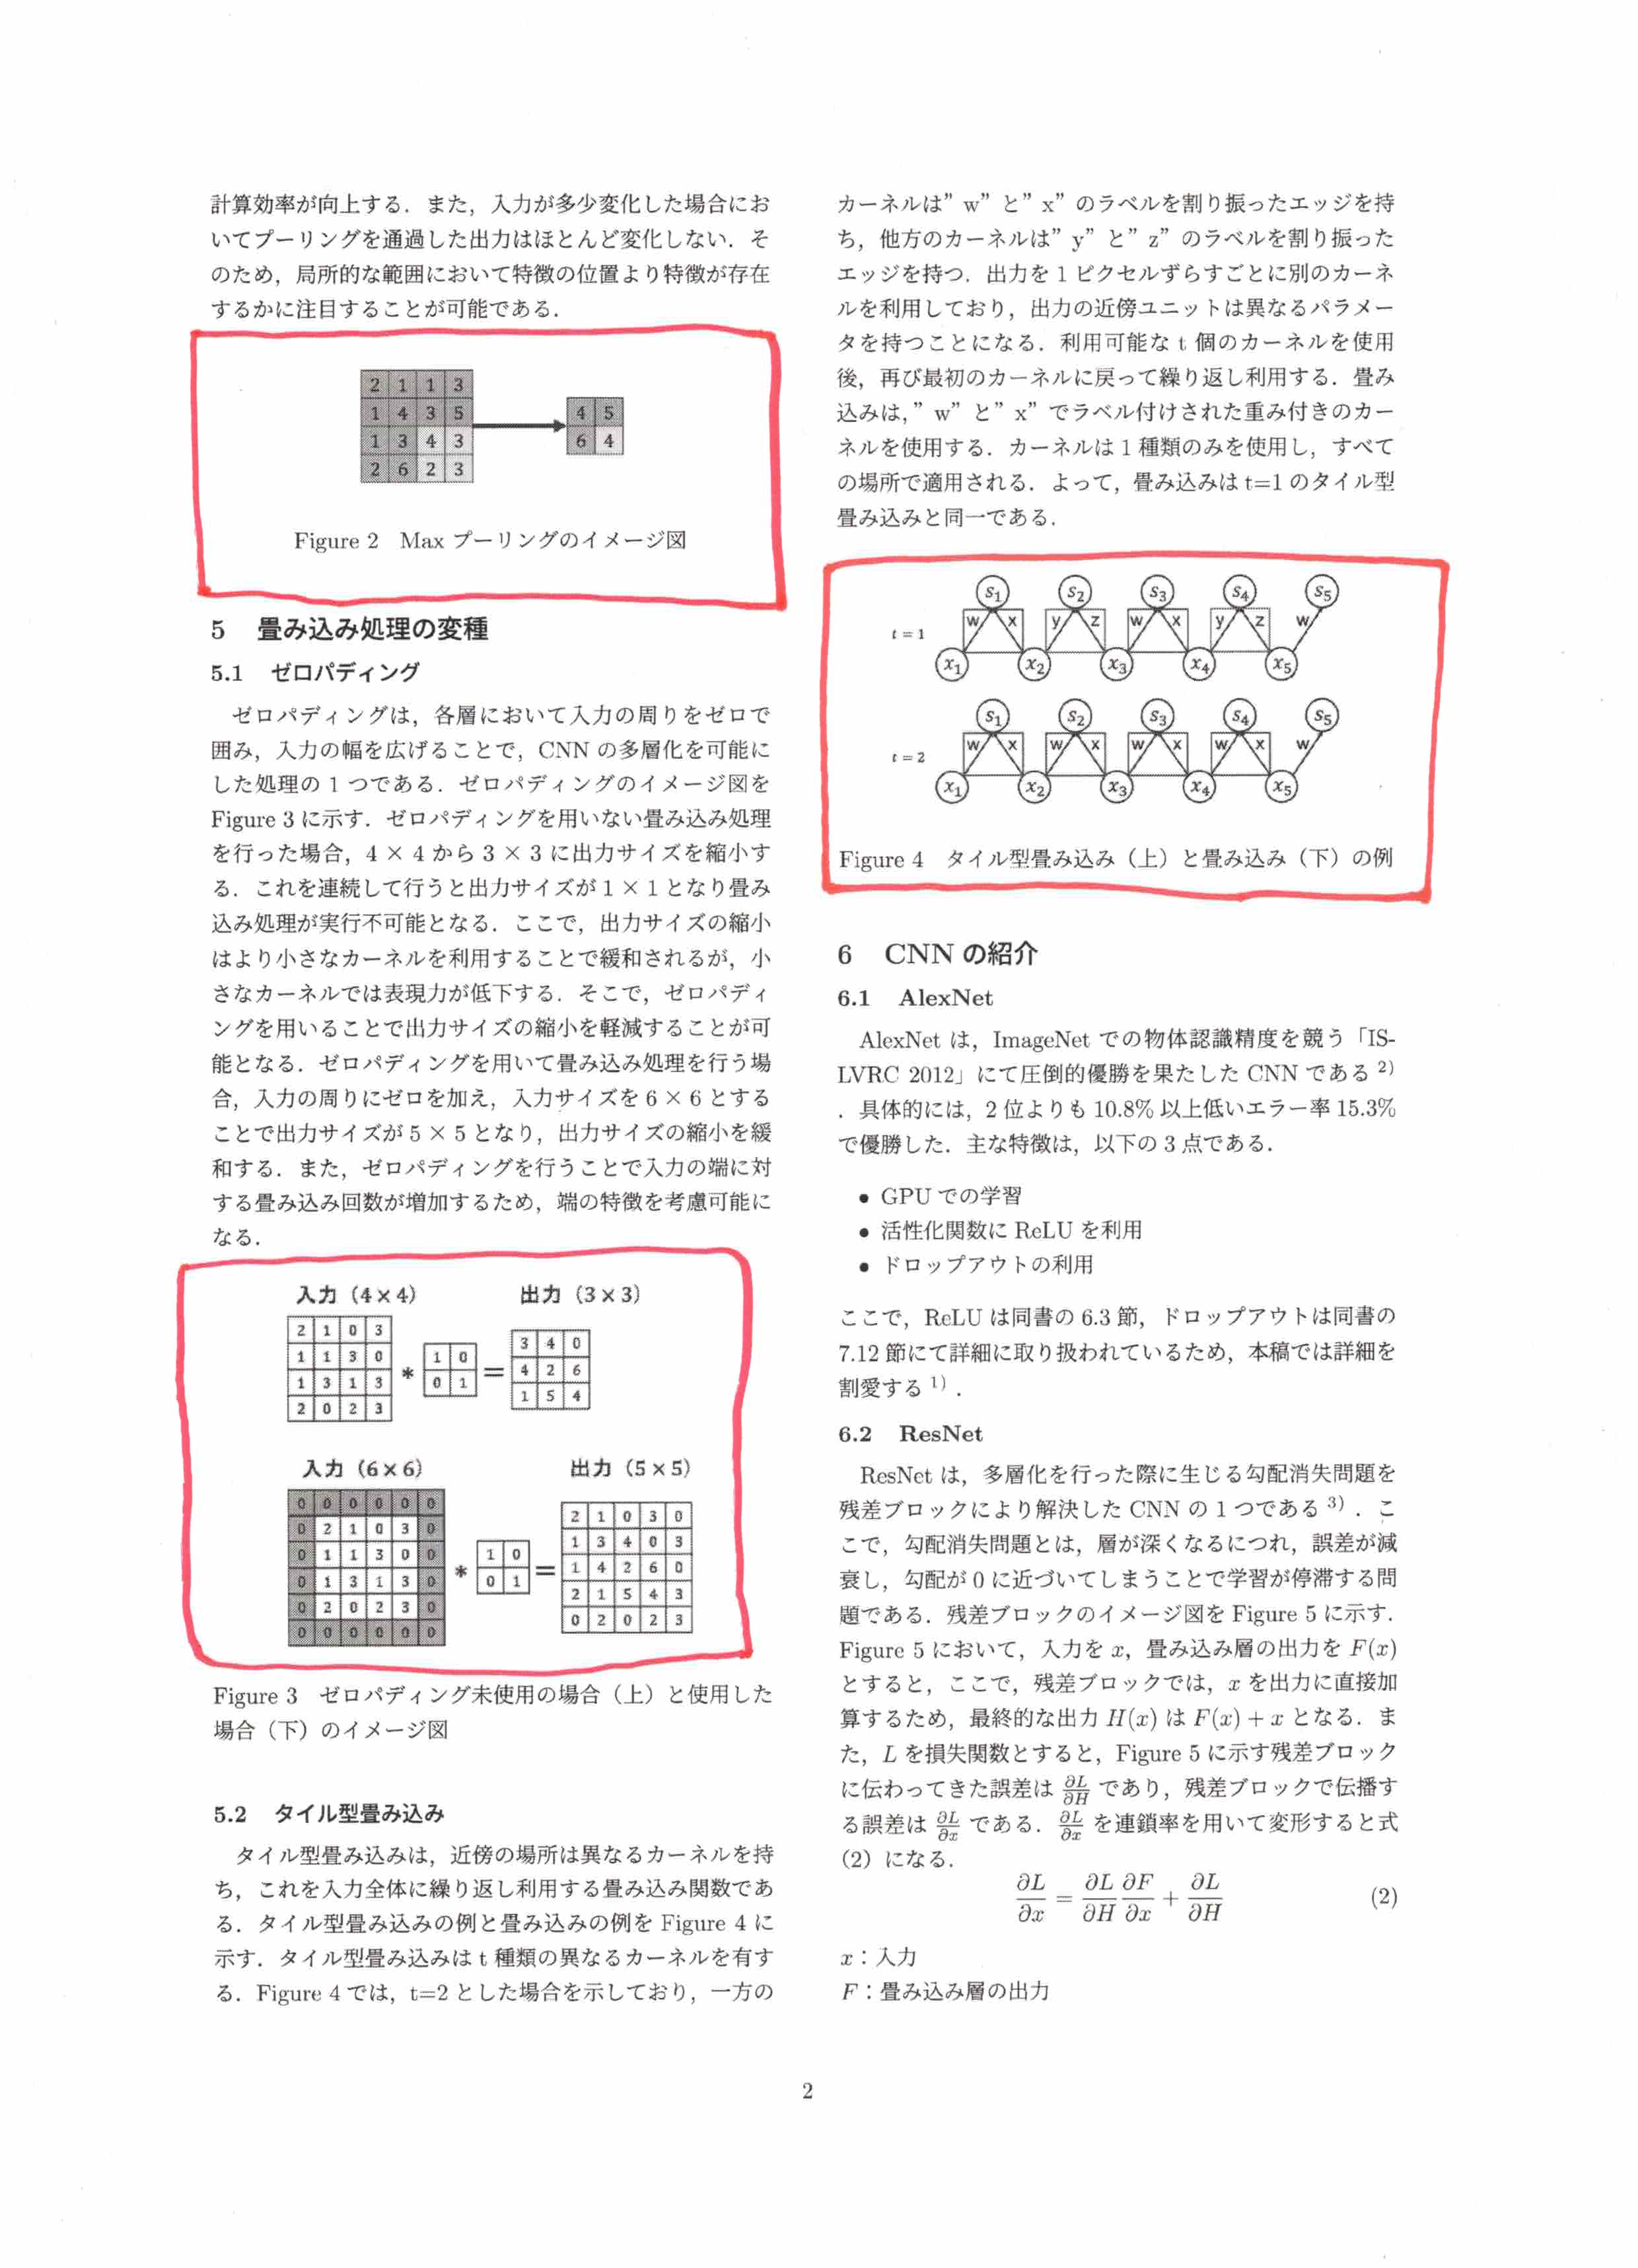 計算効率が向上する．また，入力が多少変化した場合にお
いてプーリングを通過した出力はほとんど変化しない．そ
のため，局所的な範囲において特徴の位置より特徴が存在
するかに注目することが可能である．
2 1 1 3
1 4 3 5
1 3 4 3
2 6 2 3
4 5
6 4
Figure 2　Max プーリングのイメージ図
5　畳み込み処理の変種
5.1　ゼロパディング
ゼロパディングは，各層において入力の周りをゼロで
囲み，入力の幅を広げることで，CNN の多層化を可能に
した処理の 1 つである．ゼロパディングのイメージ図を
Figure 3 に示す．ゼロパディングを用いない畳み込み処理
を行った場合，4 × 4 から 3 × 3 に出力サイズを縮小す
る．これを連続して行うと出力サイズが 1 × 1 となり畳み
込み処理が実行不可能となる．ここで，出力サイズの縮小
はより小さなカーネルを利用することで緩和されるが，小
さなカーネルでは表現力が低下する．そこで，ゼロパディ
ングを用いることで出力サイズの縮小を軽減することが可
能となる．ゼロパディングを用いて畳み込み処理を行う場
合，入力の周りにゼロを加え，入力サイズを 6 × 6 とする
ことで出力サイズが 5 × 5 となり，出力サイズの縮小を緩
和する．また，ゼロパディングを行うことで入力の端に対
する畳み込み回数が増加するため，端の特徴を考慮可能に
なる．
入力（4×4）
2 1 0 3
1 1 3 0
1 3 1 3
2 0 2 3
*
1 0
0 1
=
出力（3×3）
3 4 0
4 2 6
1 5 4
入力（6×6）
0 0 0 0 0 0
0 2 1 0 3 0
0 1 1 3 0 0
0 1 3 1 3 0
0 2 0 2 3 0
0 0 0 0 0 0
*
1 0
0 1
=
出力（5×5）
2 1 0 3 0
1 3 4 0 3
1 4 2 6 0
2 1 5 4 3
0 2 0 2 3
Figure 3　ゼロパディング未使用の場合（上）と使用した
場合（下）のイメージ図
5.2　タイル型畳み込み
タイル型畳み込みは，近傍の場所は異なるカーネルを持
ち，これを入力全体に繰り返し利用する畳み込み関数であ
る．タイル型畳み込みの例と畳み込みの例を Figure 4 に
示す．タイル型畳み込みは t 種類の異なるカーネルを有す
る．Figure 4 では，t=2 とした場合を示しており，一方の
カーネルは” w” と” x” のラベルを割り振ったエッジを持
ち，他方のカーネルは” y” と” z” のラベルを割り振った
エッジを持つ．出力を 1 ピクセルずらすごとに別のカーネ
ルを利用しており，出力の近傍ユニットは異なるパラメー
タを持つことになる．利用可能な t 個のカーネルを使用
後，再び最初のカーネルに戻って繰り返し利用する．畳み
込みは，” w” と” x” でラベル付けされた重み付きのカー
ネルを使用する．カーネルは 1 種類のみを使用し，すべて
の場所で適用される．よって，畳み込みは t=1 のタイル型
畳み込みと同一である．
S₁ S₂ S₃ S₄ S₅
t = 1
w x y z w x y z w
x₁ x₂ x₃ x₄ x₅
S₁ S₂ S₃ S₄ S₅
t = 2
w x w x w x w x w
x₁ x₂ x₃ x₄ x₅
Figure 4　タイル型畳み込み（上）と畳み込み（下）の例
6　CNN の紹介
6.1　AlexNet
AlexNet は，ImageNet での物体認識精度を競う「IS-
LVRC 2012」にて圧倒的優勝を果たした CNN である ²⁾
．具体的には，2 位よりも 10.8% 以上低いエラー率 15.3%
で優勝した．主な特徴は，以下の 3 点である．
● GPU での学習
● 活性化関数に ReLU を利用
● ドロップアウトの利用
ここで，ReLU は同書の 6.3 節，ドロップアウトは同書の
7.12 節にて詳細に取り扱われているため，本稿では詳細を
割愛する ¹⁾ ．
6.2　ResNet
ResNet は，多層化を行った際に生じる勾配消失問題を
残差ブロックにより解決した CNN の 1 つである ³⁾ ．こ
こで，勾配消失問題とは，層が深くなるにつれ，誤差が減
衰し，勾配が 0 に近づいてしまうことで学習が停滞する問
題である．残差ブロックのイメージ図を Figure 5 に示す．
Figure 5 において，入力を x，畳み込み層の出力を F(x)
とすると，ここで，残差ブロックでは，x を出力に直接加
算するため，最終的な出力 H(x) は F(x) + x となる．ま
た，L を損失関数とすると，Figure 5 に示す残差ブロック
に伝わってきた誤差は ∂L/∂H であり，残差ブロックで伝播す
る誤差は ∂L/∂x である．∂L/∂x を連鎖率を用いて変形すると式
（2）になる．
∂L/∂x = ∂L/∂H ∂F/∂x + ∂L/∂H　(2)
x：入力
F：畳み込み層の出力
2